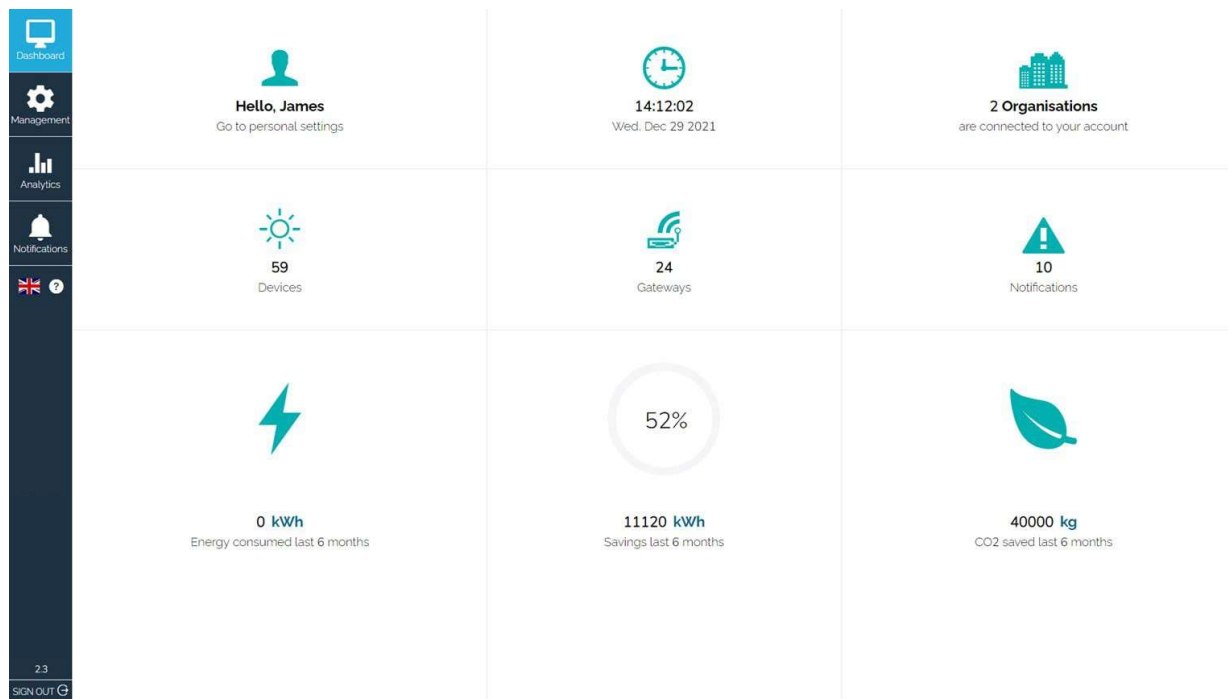 Dashboard
Management
Analytics
Notifications
?
2.3
SIGN OUT
Hello, James
Go to personal settings
14:12:02
Wed. Dec 29 2021
2 Organisations
are connected to your account
59
Devices
24
Gateways
10
Notifications
0 kWh
Energy consumed last 6 months
52%
11120 kWh
Savings last 6 months
40000 kg
CO2 saved last 6 months